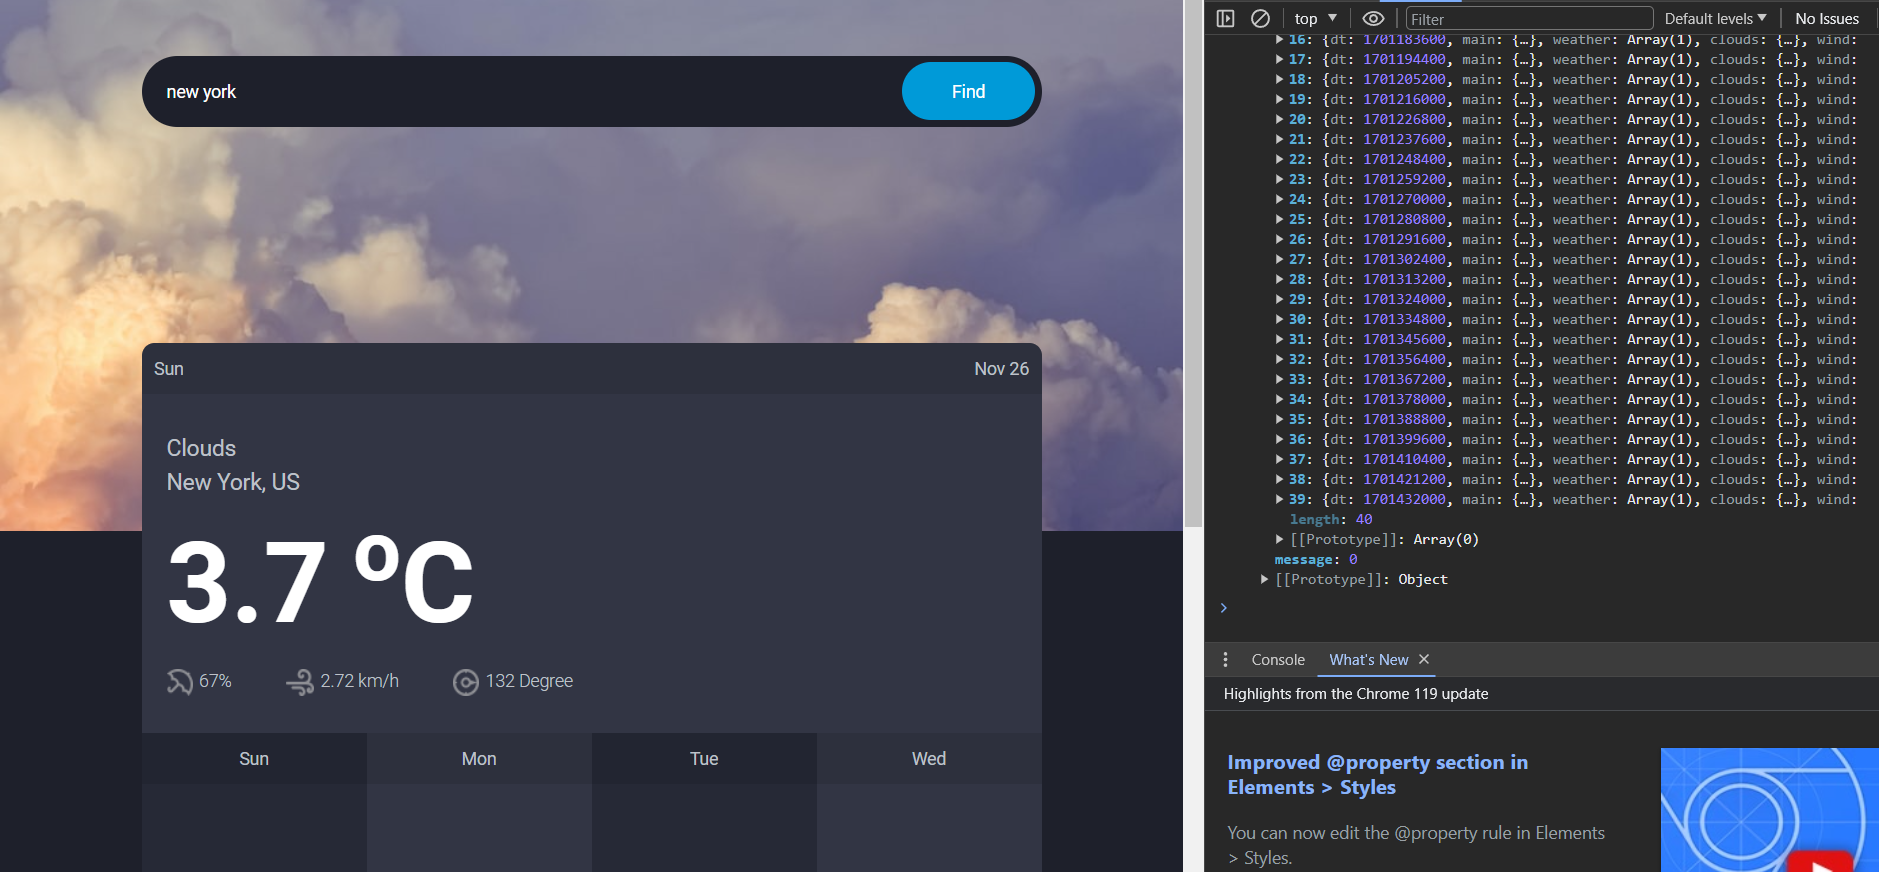 new york
Find
Sun
Nov 26
Clouds
New York, US
3.7 ºC
67%
2.72 km/h
132 Degree
Sun
Mon
Tue
Wed
top
Filter
Default levels
No Issues
16: {dt: 1701183600, main: {…}, weather: Array(1), clouds: {…}, wind:
17: {dt: 1701194400, main: {…}, weather: Array(1), clouds: {…}, wind:
18: {dt: 1701205200, main: {…}, weather: Array(1), clouds: {…}, wind:
19: {dt: 1701216000, main: {…}, weather: Array(1), clouds: {…}, wind:
20: {dt: 1701226800, main: {…}, weather: Array(1), clouds: {…}, wind:
21: {dt: 1701237600, main: {…}, weather: Array(1), clouds: {…}, wind:
22: {dt: 1701248400, main: {…}, weather: Array(1), clouds: {…}, wind:
23: {dt: 1701259200, main: {…}, weather: Array(1), clouds: {…}, wind:
24: {dt: 1701270000, main: {…}, weather: Array(1), clouds: {…}, wind:
25: {dt: 1701280800, main: {…}, weather: Array(1), clouds: {…}, wind:
26: {dt: 1701291600, main: {…}, weather: Array(1), clouds: {…}, wind:
27: {dt: 1701302400, main: {…}, weather: Array(1), clouds: {…}, wind:
28: {dt: 1701313200, main: {…}, weather: Array(1), clouds: {…}, wind:
29: {dt: 1701324000, main: {…}, weather: Array(1), clouds: {…}, wind:
30: {dt: 1701334800, main: {…}, weather: Array(1), clouds: {…}, wind:
31: {dt: 1701345600, main: {…}, weather: Array(1), clouds: {…}, wind:
32: {dt: 1701356400, main: {…}, weather: Array(1), clouds: {…}, wind:
33: {dt: 1701367200, main: {…}, weather: Array(1), clouds: {…}, wind:
34: {dt: 1701378000, main: {…}, weather: Array(1), clouds: {…}, wind:
35: {dt: 1701388800, main: {…}, weather: Array(1), clouds: {…}, wind:
36: {dt: 1701399600, main: {…}, weather: Array(1), clouds: {…}, wind:
37: {dt: 1701410400, main: {…}, weather: Array(1), clouds: {…}, wind:
38: {dt: 1701421200, main: {…}, weather: Array(1), clouds: {…}, wind:
39: {dt: 1701432000, main: {…}, weather: Array(1), clouds: {…}, wind:
length: 40
[[Prototype]]: Array(0)
message: 0
[[Prototype]]: Object
Console
What's New
Highlights from the Chrome 119 update
Improved @property section in
Elements > Styles
You can now edit the @property rule in Elements
> Styles.